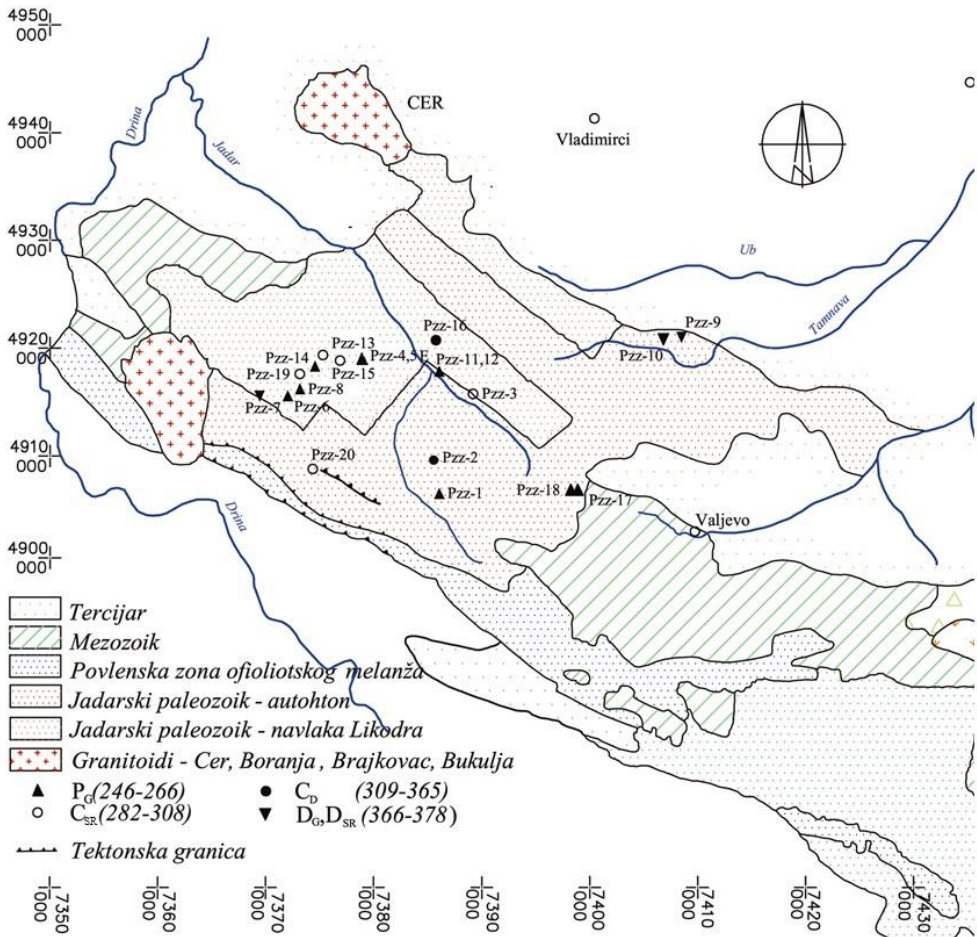 4950
000
4940
000
4930
000
4920
000
4910
000
4900
000
CER
Vladimirci
Drina
Jadar
Ub
Tamnava
Pzz-9
Pzz-10
Pzz-16
Pzz-13
Pzz-14
Pzz-4,5F
Pzz-11,12
Pzz-19
Pzz-15
Pzz-8
Pzz-3
Pzz-7
Pzz-6
Pzz-20
Pzz-2
Pzz-1
Pzz-18
Pzz-17
Valjevo
Drina
Tercijar
Mezozoik
Povlenska zona ofioliotskog melanža
Jadarski paleozoik - autohton
Jadarski paleozoik - navlaka Likodra
Granitoidi - Cer, Boranja , Brajkovac, Bukulja
▲ PG(246-266) ● CD (309-365)
○ CSR(282-308) ▼ DG,DSR (366-378)
Tektonska granica
7350
000
7360
000
7370
000
7380
000
7390
000
7400
000
7410
000
7420
000
7430
000